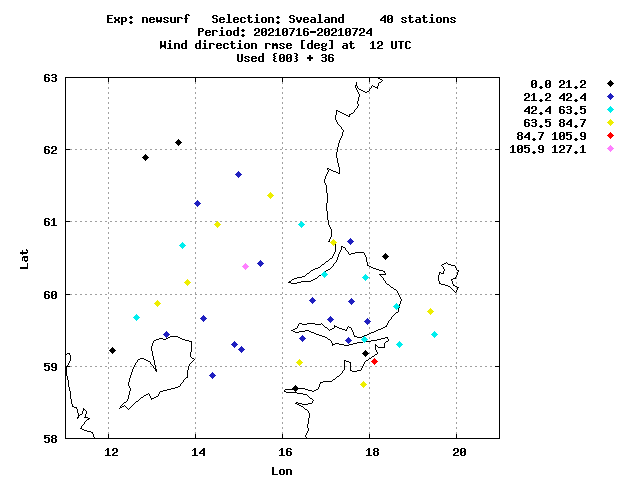 Exp: newsurf   Selection: Svealand     40 stations
Period: 20210716-20210724
Wind direction rmse [deg] at  12 UTC
Used {00} + 36
63
62
61
60
59
58
Lat
12 14 16 18 20
Lon
0.0 21.2
21.2 42.4
42.4 63.5
63.5 84.7
84.7 105.9
105.9 127.1